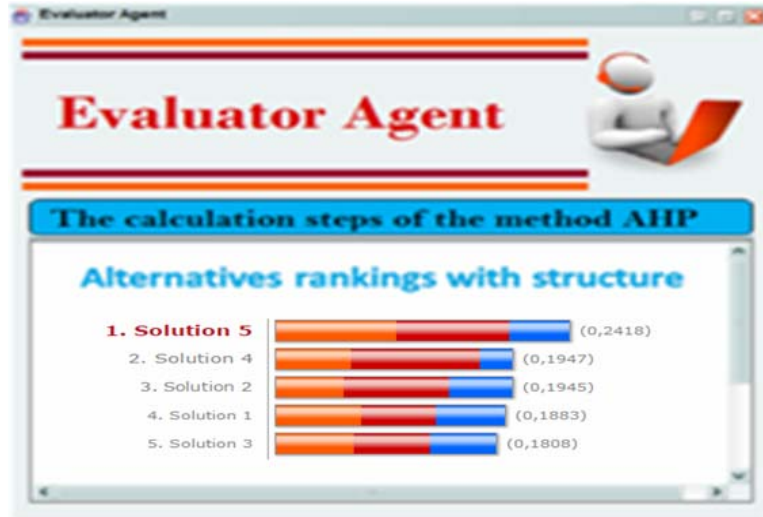 Evaluator Agent
Evaluator Agent
The calculation steps of the method AHP
Alternatives rankings with structure
1. Solution 5 (0,2418)
2. Solution 4 (0,1947)
3. Solution 2 (0,1945)
4. Solution 1 (0,1883)
5. Solution 3 (0,1808)